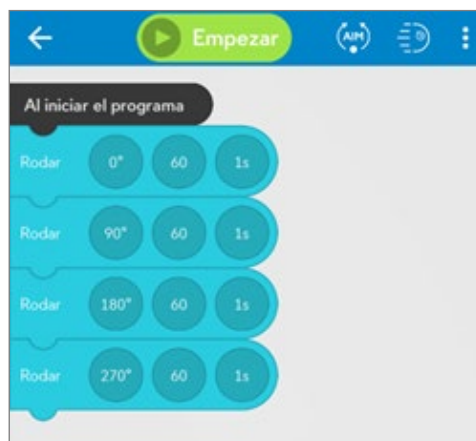 Empezar
AIM
Al iniciar el programa
Rodar 0° 60 1s
Rodar 90° 60 1s
Rodar 180° 60 1s
Rodar 270° 60 1s